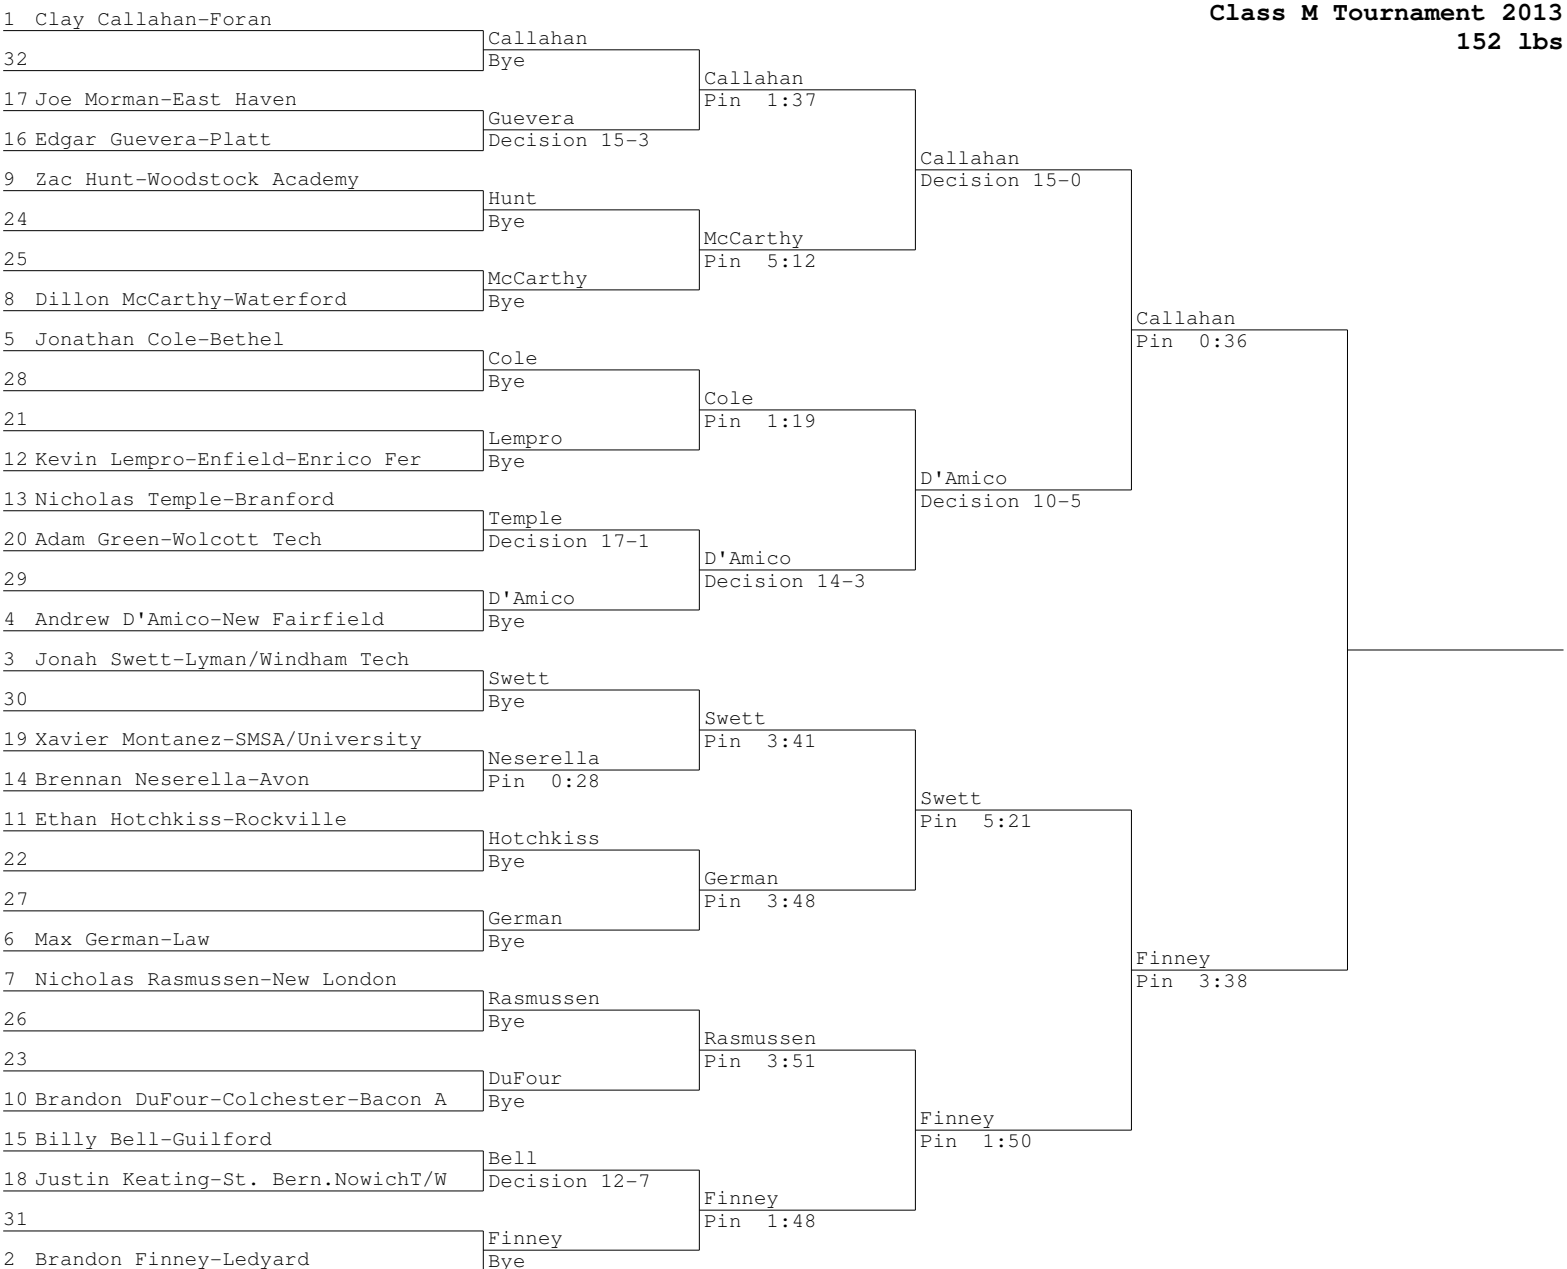 Class M Tournament 2013
152 lbs
1 Clay Callahan-Foran
32
17 Joe Morman-East Haven
16 Edgar Guevera-Platt
9 Zac Hunt-Woodstock Academy
24
25
8 Dillon McCarthy-Waterford
5 Jonathan Cole-Bethel
28
21
12 Kevin Lempro-Enfield-Enrico Fer
13 Nicholas Temple-Branford
20 Adam Green-Wolcott Tech
29
4 Andrew D'Amico-New Fairfield
3 Jonah Swett-Lyman/Windham Tech
30
19 Xavier Montanez-SMSA/University
14 Brennan Neserella-Avon
11 Ethan Hotchkiss-Rockville
22
27
6 Max German-Law
7 Nicholas Rasmussen-New London
26
23
10 Brandon DuFour-Colchester-Bacon A
15 Billy Bell-Guilford
18 Justin Keating-St. Bern.NowichT/W
31
2 Brandon Finney-Ledyard
Callahan
Bye
Guevera
Decision 15-3
Hunt
Bye
McCarthy
Bye
Cole
Bye
Lempro
Bye
Temple
Decision 17-1
D'Amico
Bye
Swett
Bye
Neserella
Pin 0:28
Hotchkiss
Bye
German
Bye
Rasmussen
Bye
DuFour
Bye
Bell
Decision 12-7
Finney
Bye
Callahan
Pin 1:37
McCarthy
Pin 5:12
Cole
Pin 1:19
D'Amico
Decision 14-3
Swett
Pin 3:41
German
Pin 3:48
Rasmussen
Pin 3:51
Finney
Pin 1:48
Callahan
Decision 15-0
D'Amico
Decision 10-5
Swett
Pin 5:21
Finney
Pin 1:50
Callahan
Pin 0:36
Finney
Pin 3:38